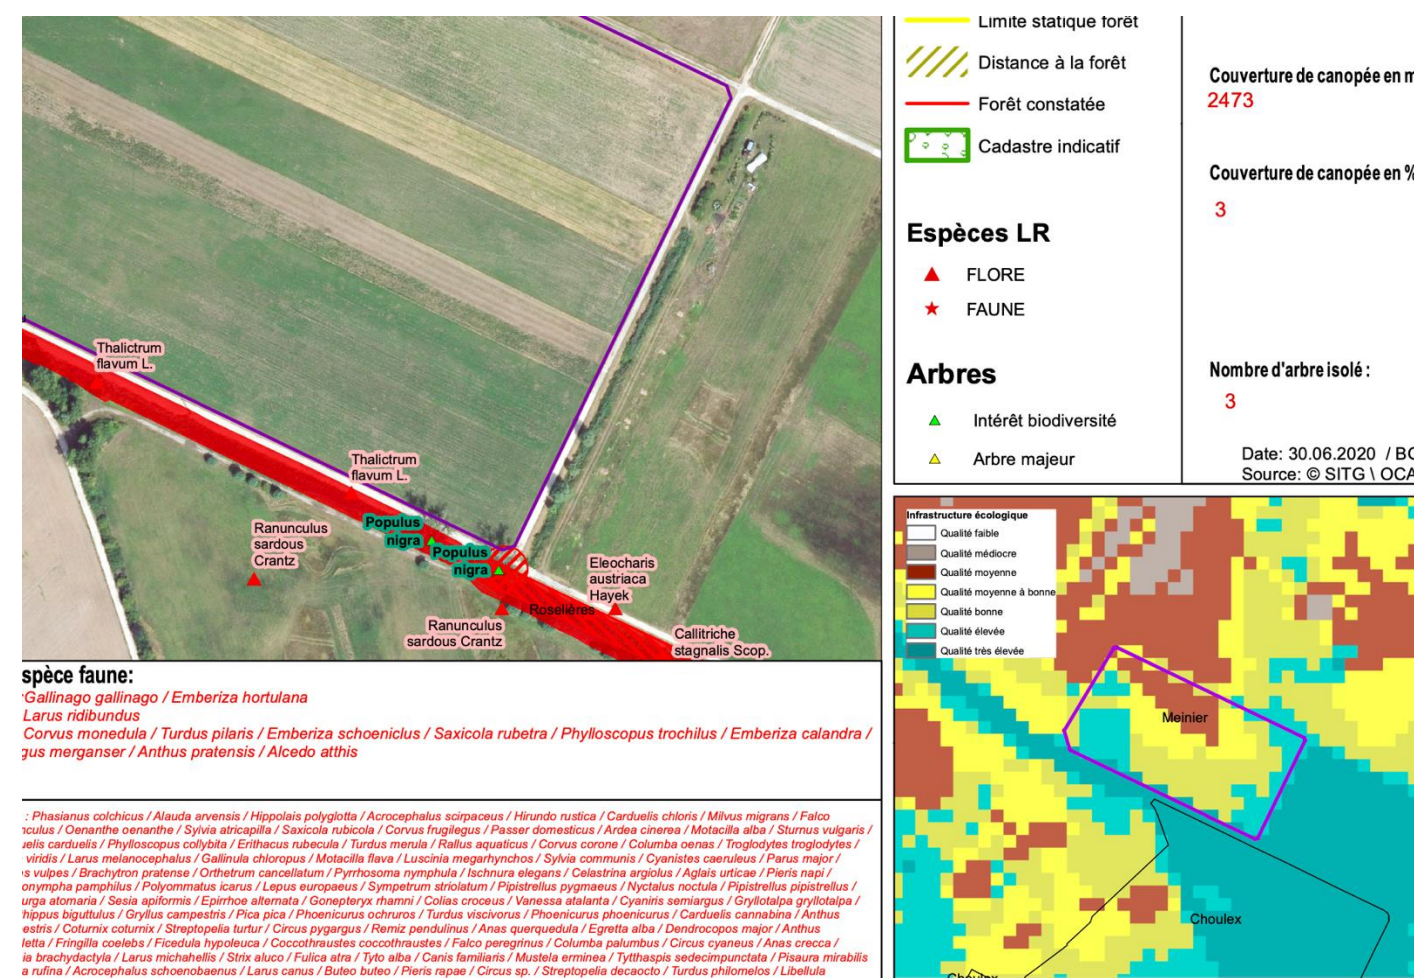 Thalictrum
flavum L.
Thalictrum
flavum L.
Populus
nigra
Populus
nigra
Ranunculus
sardous
Crantz
Eleocharis
austriaca
Hayek
Roselières
Ranunculus
sardous Crantz
Callitriche
stagnalis Scop.
Limite statique forêt
Distance à la forêt
Forêt constatée
Cadastre indicatif
Espèces LR
FLORE
FAUNE
Arbres
Intérêt biodiversité
Arbre majeur
Couverture de canopée en m
2473
Couverture de canopée en %
3
Nombre d'arbre isolé :
3
Date: 30.06.2020 / BO
Source: © SITG \ OCA
spèce faune:
Gallinago gallinago / Emberiza hortulana
Larus ridibundus
Corvus monedula / Turdus pilaris / Emberiza schoeniclus / Saxicola rubetra / Phylloscopus trochilus / Emberiza calandra /
gus merganser / Anthus pratensis / Alcedo atthis
: Phasianus colchicus / Alauda arvensis / Hippolais polyglotta / Acrocephalus scirpaceus / Hirundo rustica / Carduelis chloris / Milvus migrans / Falco
nculus / Oenanthe oenanthe / Sylvia atricapilla / Saxicola rubicola / Corvus frugilegus / Passer domesticus / Ardea cinerea / Motacilla alba / Sturnus vulgaris /
uelis carduelis / Phylloscopus collybita / Erithacus rubecula / Turdus merula / Rallus aquaticus / Corvus corone / Columba oenas / Troglodytes troglodytes /
viridis / Larus melanocephalus / Gallinula chloropus / Motacilla flava / Luscinia megarhynchos / Sylvia communis / Cyanistes caeruleus / Parus major /
s vulpes / Brachytron pratense / Orthetrum cancellatum / Pyrrhosoma nymphula / Ischnura elegans / Celastrina argiolus / Aglais urticae / Pieris napi /
onympha pamphilus / Polyommatus icarus / Lepus europaeus / Sympetrum striolatum / Pipistrellus pygmaeus / Nyctalus noctula / Pipistrellus pipistrellus /
urga atomaria / Sesia apiformis / Epirrhoe alternata / Gonepteryx rhamni / Colias croceus / Vanessa atalanta / Cyaniris semiargus / Gryllotalpa gryllotalpa /
hippus biguttulus / Gryllus campestris / Pica pica / Phoenicurus ochruros / Turdus viscivorus / Phoenicurus phoenicurus / Carduelis cannabina / Anthus
estris / Coturnix coturnix / Streptopelia turtur / Circus pygargus / Remiz pendulinus / Anas querquedula / Egretta alba / Dendrocopos major / Anthus
letta / Fringilla coelebs / Ficedula hypoleuca / Coccothraustes coccothraustes / Falco peregrinus / Columba palumbus / Circus cyaneus / Anas crecca /
ia brachydactyla / Larus michahellis / Strix aluco / Fulica atra / Tyto alba / Canis familiaris / Mustela erminea / Tytthaspis sedecimpunctata / Pisaura mirabilis
a rufina / Acrocephalus schoenobaenus / Larus canus / Buteo buteo / Pieris rapae / Circus sp. / Streptopelia decaocto / Turdus philomelos / Libellula
Infrastructure écologique
Qualité faible
Qualité médiocre
Qualité moyenne
Qualité moyenne à bonne
Qualité bonne
Qualité élevée
Qualité très élevée
Meinier
Choulex
Choulex